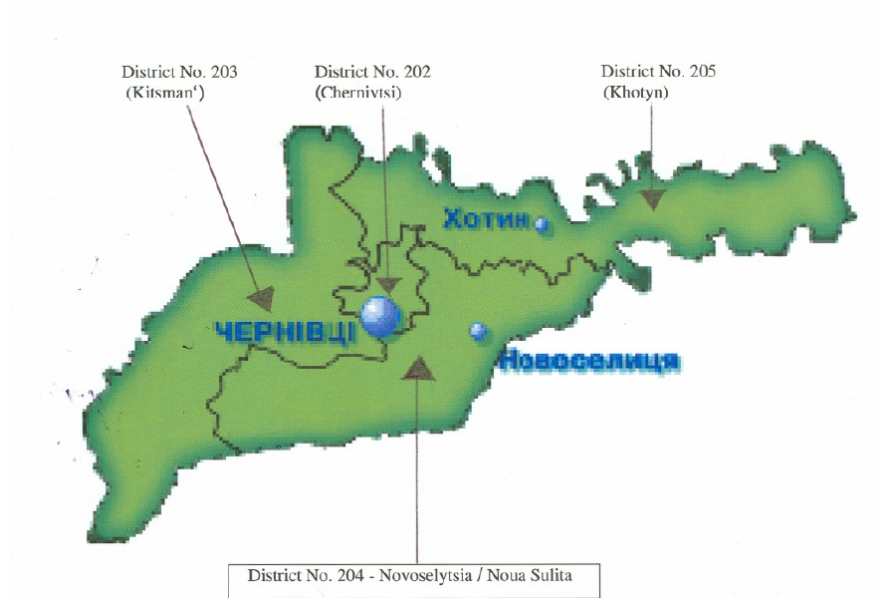 District No. 203
(Kitsman‘)
District No. 202
(Chernivtsi)
District No. 205
(Khotyn)
Хотин
ЧЕРНІВЦІ
Новоселиця
District No. 204 - Novoselytsia / Noua Sulita